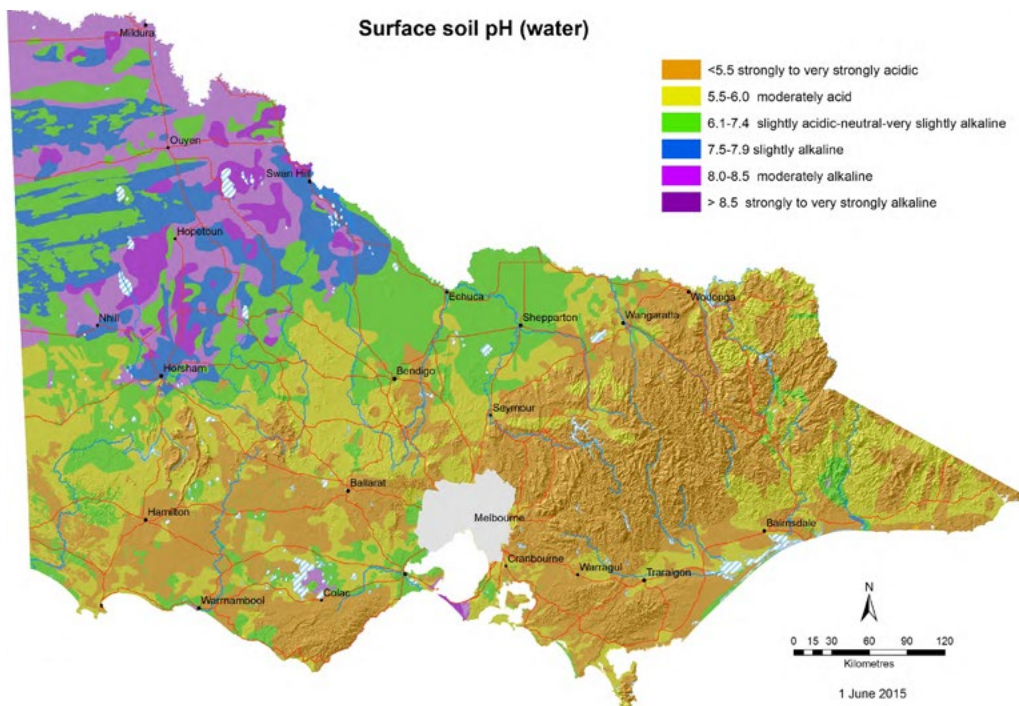 Surface soil pH (water)
<5.5 strongly to very strongly acidic
5.5-6.0 moderately acid
6.1-7.4 slightly acidic-neutral-very slightly alkaline
7.5-7.9 slightly alkaline
8.0-8.5 moderately alkaline
> 8.5 strongly to very strongly alkaline
Mildura
Ouyen
Swan Hill
Hopetoun
Nhill
Echuca
Wodonga
Shepparton
Wangaratta
Horsham
Bendigo
Seymour
Ballarat
Hamilton
Melbourne
Bairnsdale
Cranbourne
Warragul
Traralgon
Colac
Warrnambool
N
0 15 30 60 90 120
Kilometres
1 June 2015